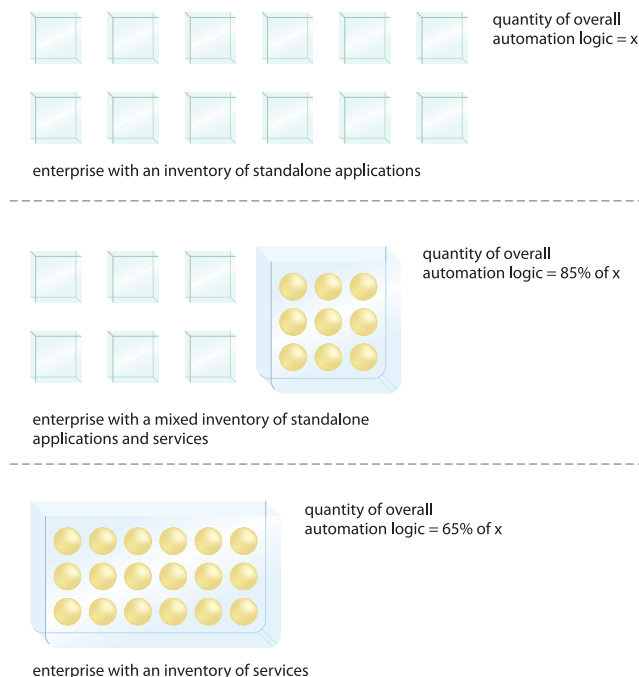 quantity of overall
automation logic = x
enterprise with an inventory of standalone applications
quantity of overall
automation logic = 85% of x
enterprise with a mixed inventory of standalone
applications and services
quantity of overall
automation logic = 65% of x
enterprise with an inventory of services